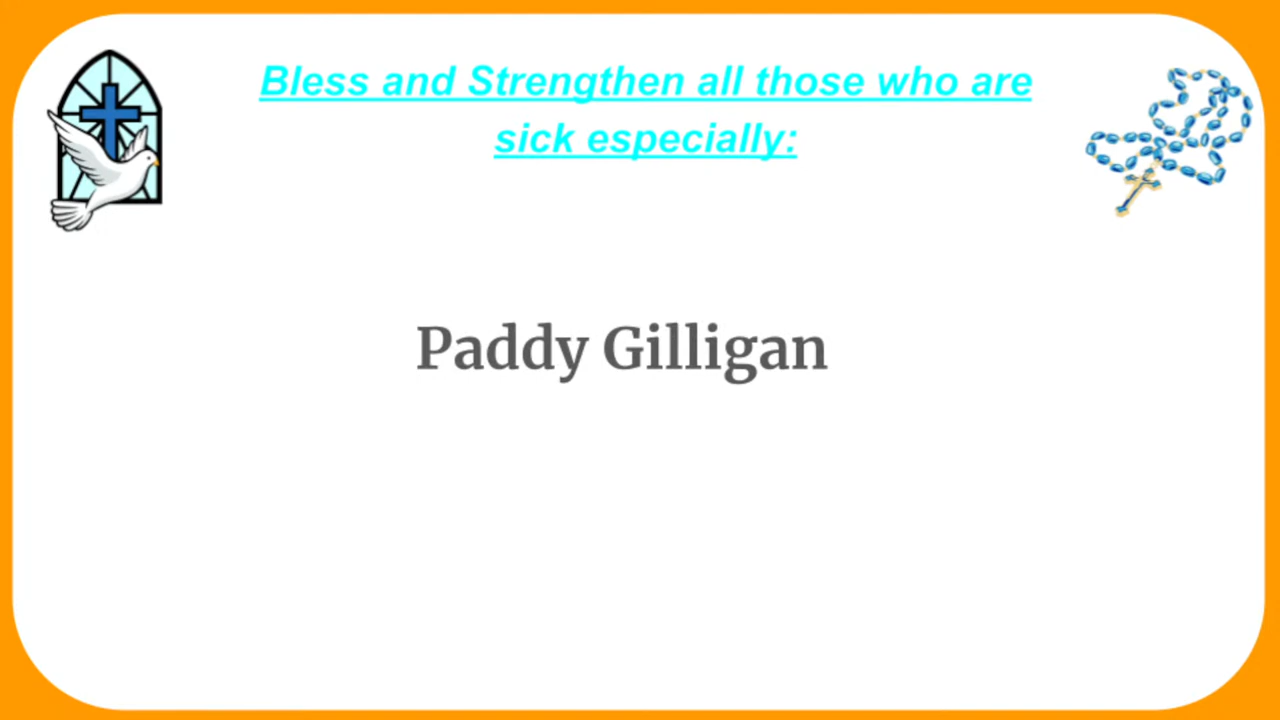 Bless and Strengthen all those who are
sick especially:
Paddy Gilligan